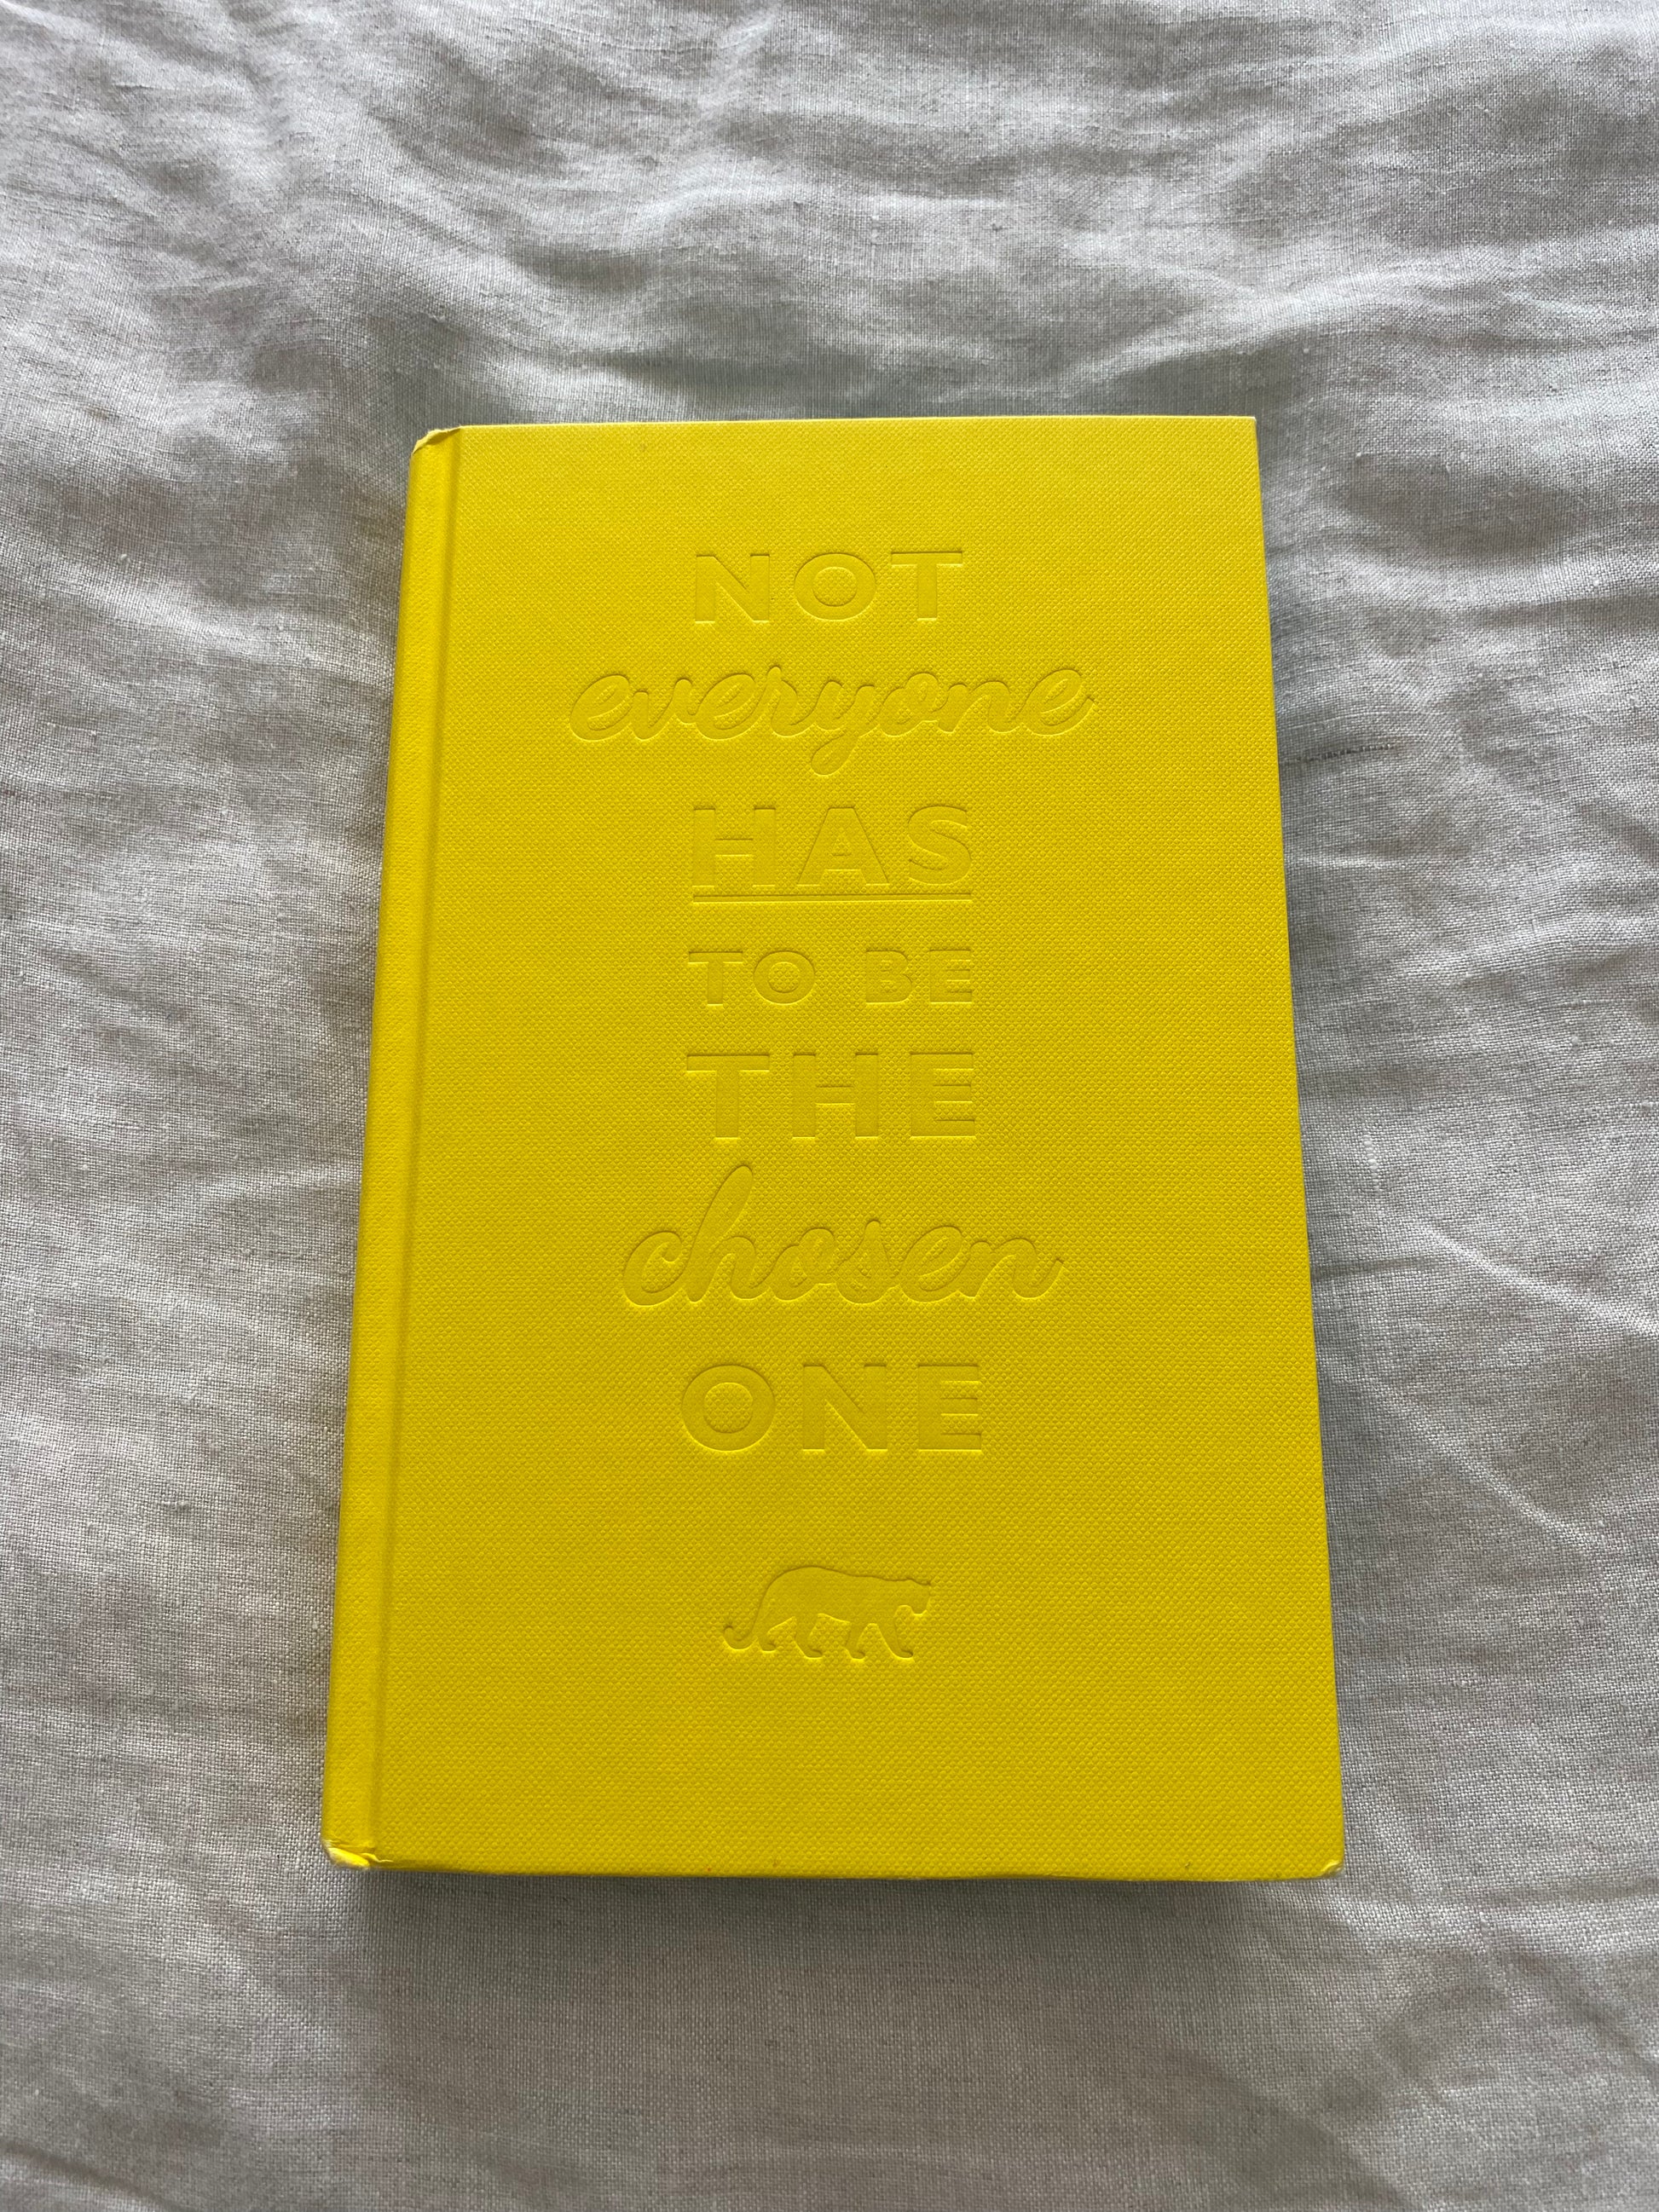 NOT
everyone
HAS
TO BE
THE
chosen
ONE